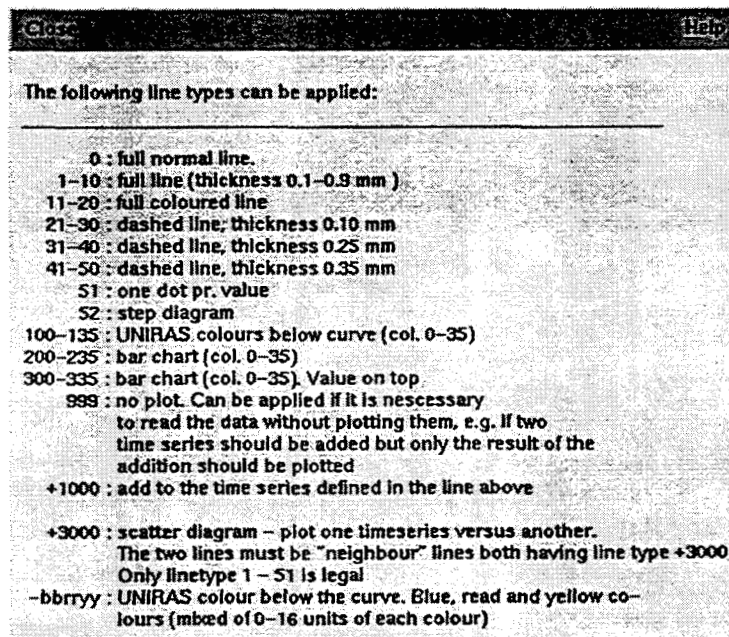 Close Help
The following line types can be applied:
0 : full normal line.
1-10 : full line (thickness 0.1-0.9 mm )
11-20 : full coloured line
21-30 : dashed line, thickness 0.10 mm
31-40 : dashed line, thickness 0.25 mm
41-50 : dashed line, thickness 0.35 mm
51 : one dot pr. value
52 : step diagram
100-135 : UNIRAS colours below curve (col. 0-35)
200-235 : bar chart (col. 0-35)
300-335 : bar chart (col. 0-35). Value on top
999 : no plot. Can be applied if it is nescessary
to read the data without plotting them, e.g. if two
time series should be added but only the result of the
addition should be plotted
+1000 : add to the time series defined in the line above
+3000 : scatter diagram - plot one timeseries versus another.
The two lines must be "neighbour" lines both having line type +3000
Only linetype 1 - 51 is legal
-bbrryy : UNIRAS colour below the curve. Blue, read and yellow co-
lours (mixed of 0-16 units of each colour)